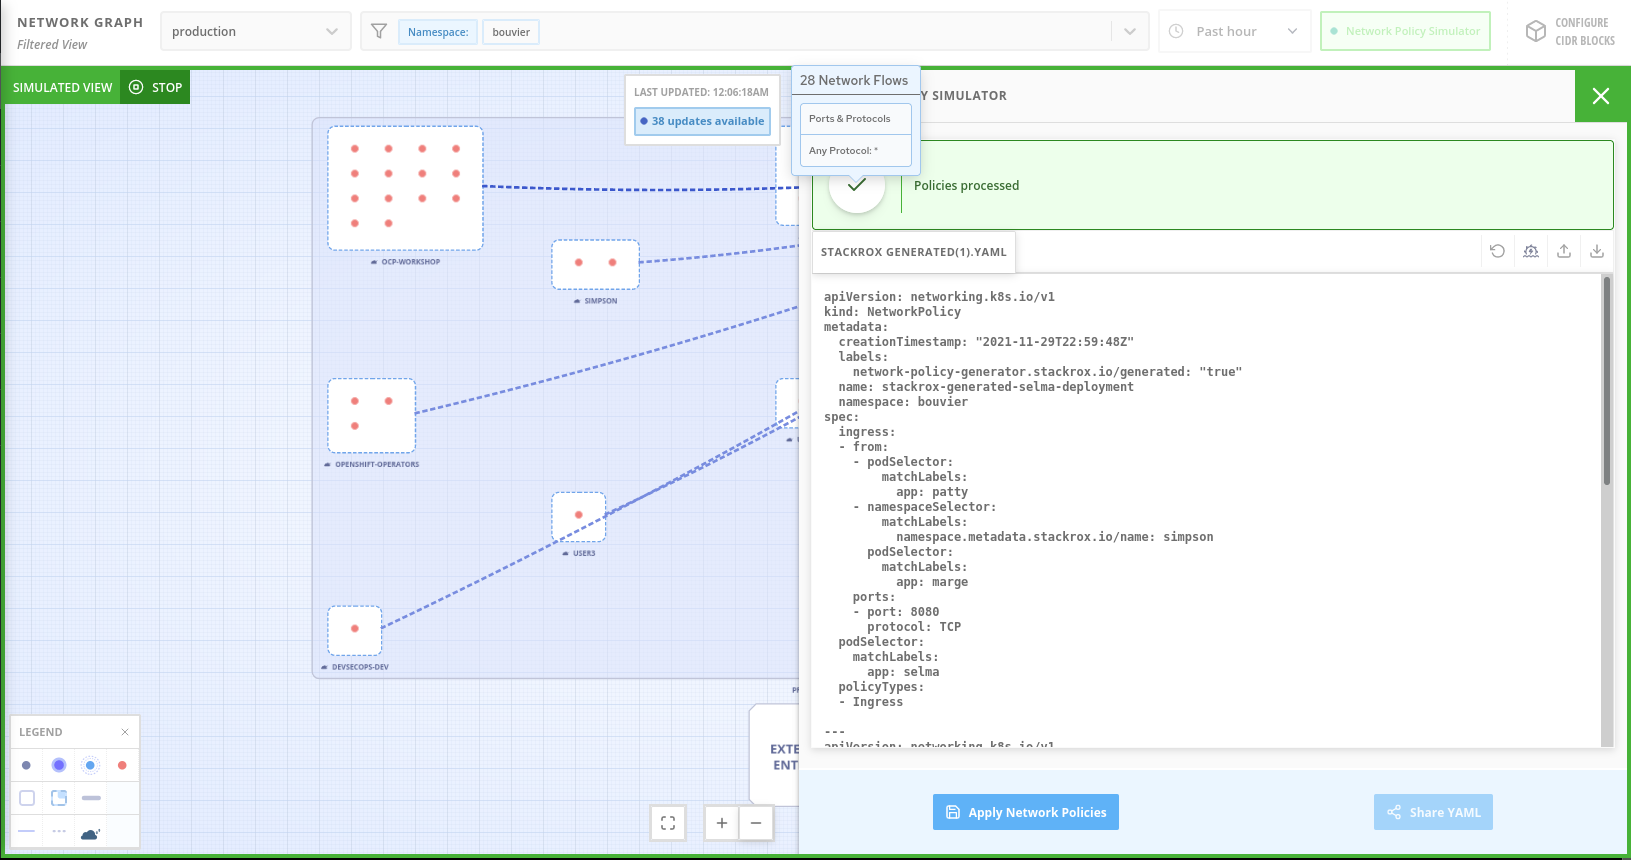 NETWORK GRAPH
Filtered View
production
Namespace:
bouvier
Past hour
Network Policy Simulator
CONFIGURE
CIDR BLOCKS
SIMULATED VIEW
STOP
LAST UPDATED: 12:06:18AM
38 updates available
28 Network Flows
Ports & Protocols
Any Protocol: *
Y SIMULATOR
Policies processed
STACKROX GENERATED(1).YAML
OCP-WORKSHOP
SIMPSON
OPENSHIFT-OPERATORS
USER3
DEVSECOPS-DEV
EXTE
ENT
LEGEND
apiVersion: networking.k8s.io/v1
kind: NetworkPolicy
metadata:
  creationTimestamp: "2021-11-29T22:59:48Z"
  labels:
    network-policy-generator.stackrox.io/generated: "true"
  name: stackrox-generated-selma-deployment
  namespace: bouvier
spec:
  ingress:
  - from:
    - podSelector:
        matchLabels:
          app: patty
    - namespaceSelector:
        matchLabels:
          namespace.metadata.stackrox.io/name: simpson
      podSelector:
        matchLabels:
          app: marge
    ports:
    - port: 8080
      protocol: TCP
  podSelector:
    matchLabels:
      app: selma
  policyTypes:
  - Ingress
---
apiVersion: networking.k8s.io/v1
Apply Network Policies
Share YAML